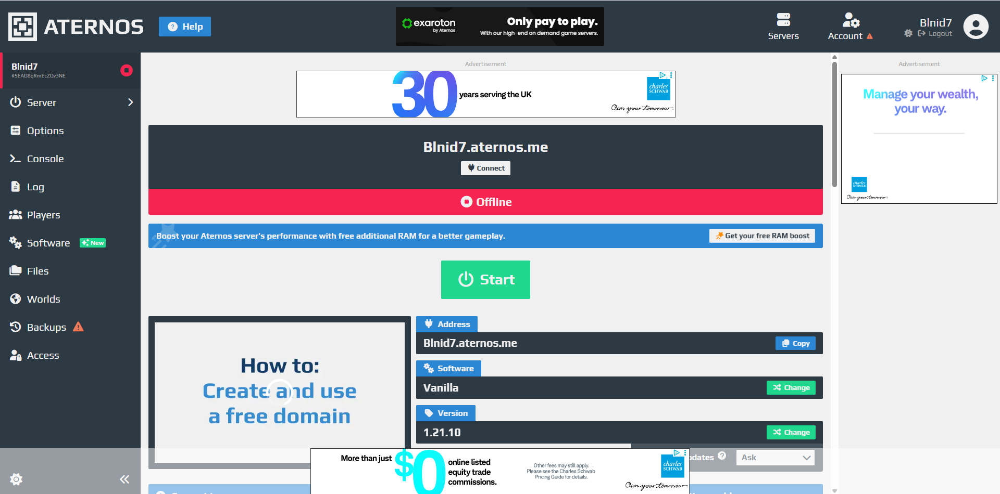 ATERNOS
Help
exaroton
by Aternos
Only pay to play.
With our high-end on demand game servers.
Servers
Account
Blnid7
Logout
Blnid7
#5EAD8qRmEcZQv3NE
Server
Options
Console
Log
Players
Software
New
Files
Worlds
Backups
Access
Advertisement
30
years serving the UK
charles
SCHWAB
Own your tomorrow.
Blnid7.aternos.me
Connect
Offline
Boost your Aternos server's performance with free additional RAM for a better gameplay.
Get your free RAM boost
Start
How to:
Create and use
a free domain
Address
Blnid7.aternos.me
Copy
Software
Vanilla
Change
Version
1.21.10
Change
Ask
More than just
$0
online listed
equity trade
commissions.
Other fees may still apply.
Please see the Charles Schwab
Pricing Guide for details.
charles
SCHWAB
Own your tomorrow.
Advertisement
Manage your wealth,
your way.
charles
SCHWAB
Own your tomorrow.